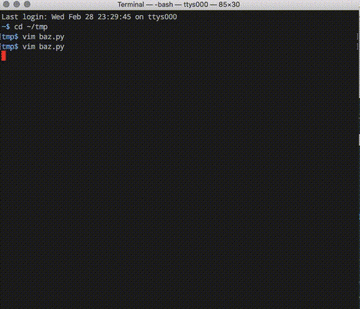 Terminal — -bash — ttys000 — 85×30
Last login: Wed Feb 28 23:29:45 on ttys000
~$ cd ~/tmp
tmp$ vim baz.py
tmp$ vim baz.py